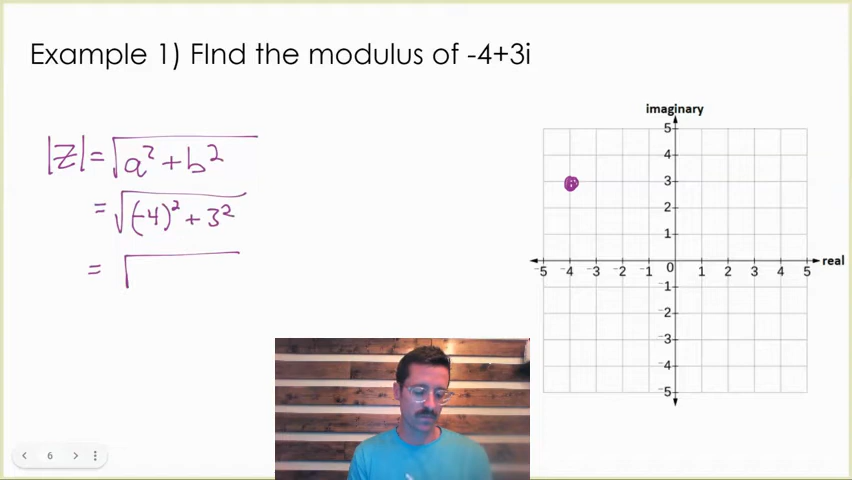 Example 1) FInd the modulus of -4+3i
|z| = √a² + b²
= √(-4)² + 3²
= √
imaginary
5
4
3
2
1
-5 -4 -3 -2 -1 0 1 2 3 4 5 real
-1
-2
-3
-4
-5
6